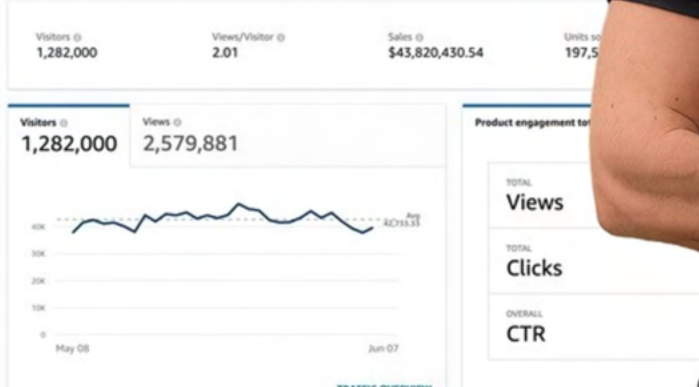 Visitors Views/Visitor Sales Units so
1,282,000 2.01 $43,820,430.54 197,5
Visitors Views Product engagement to
1,282,000 2,579,881
TOTAL
Views
Avg
40K
30K
TOTAL
Clicks
20K
10K
OVERALL
CTR
0
May 08 Jun 07